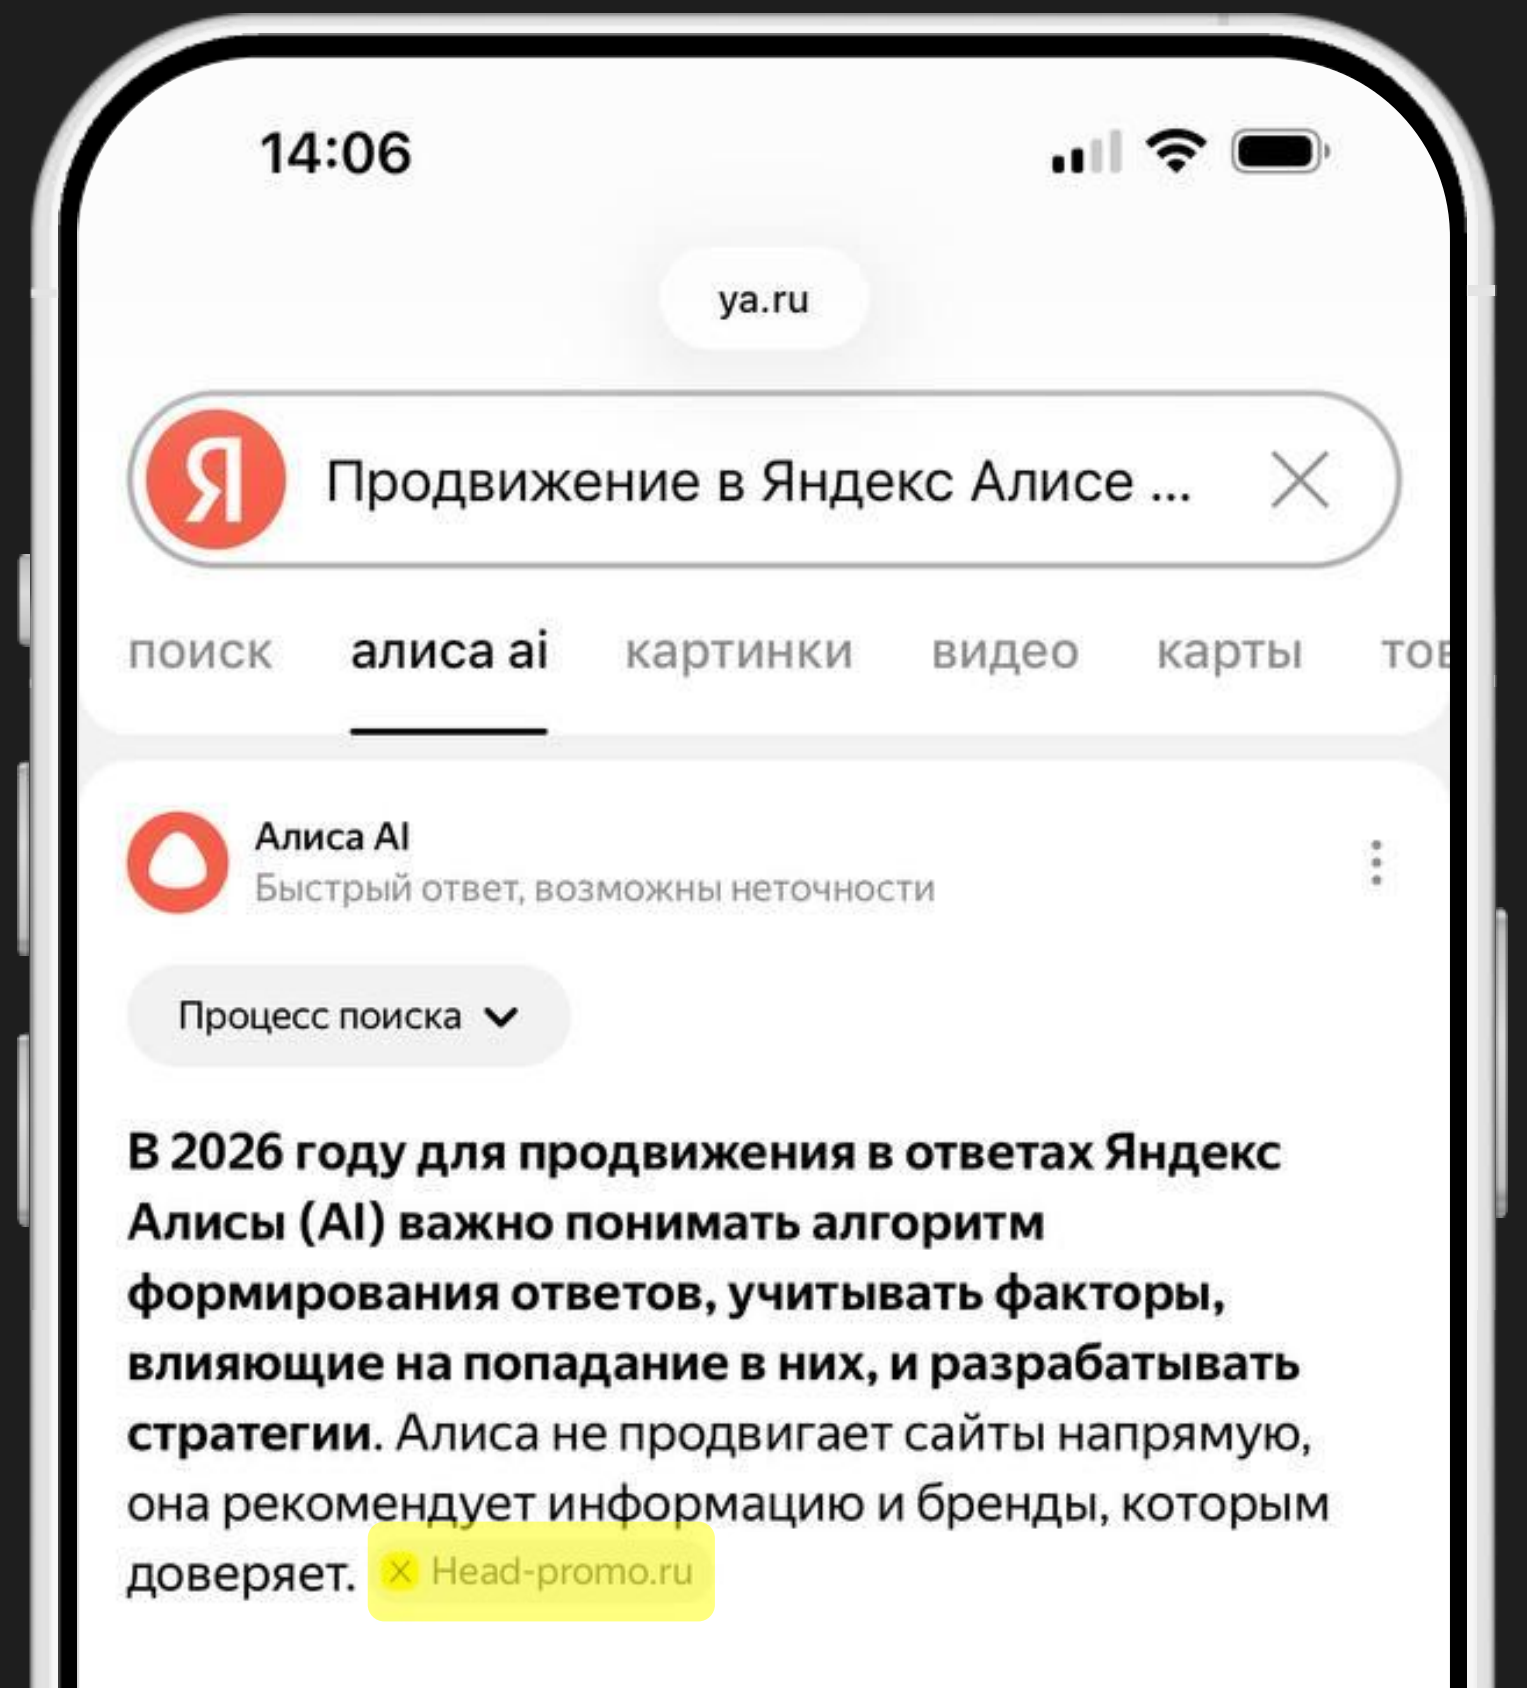 14:06
ya.ru
Я Продвижение в Яндекс Алисе ...
поиск алиса ai картинки видео карты тов
Алиса AI
Быстрый ответ, возможны неточности
Процесс поиска
В 2026 году для продвижения в ответах Яндекс
Алисы (AI) важно понимать алгоритм
формирования ответов, учитывать факторы,
влияющие на попадание в них, и разрабатывать
стратегии. Алиса не продвигает сайты напрямую,
она рекомендует информацию и бренды, которым
доверяет. Head-promo.ru